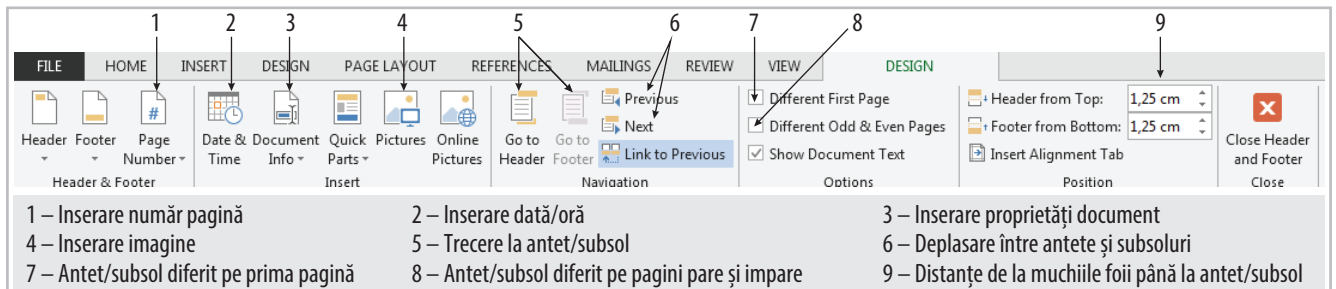 1 2 3 4 5 6 7 8 9
FILE HOME INSERT DESIGN PAGE LAYOUT REFERENCES MAILINGS REVIEW VIEW DESIGN
Header Footer Page Number
Header & Footer
Date & Time Document Info Quick Parts Pictures Online Pictures
Insert
Go to Header Go to Footer
Previous
Next
Link to Previous
Navigation
Different First Page
Different Odd & Even Pages
Show Document Text
Options
Header from Top: 1,25 cm
Footer from Bottom: 1,25 cm
Insert Alignment Tab
Position
Close Header and Footer
Close
1 – Inserare număr pagină 2 – Inserare dată/oră 3 – Inserare proprietăți document
4 – Inserare imagine 5 – Trecere la antet/subsol 6 – Deplasare între antete și subsoluri
7 – Antet/subsol diferit pe prima pagină 8 – Antet/subsol diferit pe pagini pare și impare 9 – Distanțe de la muchiile foii până la antet/subsol